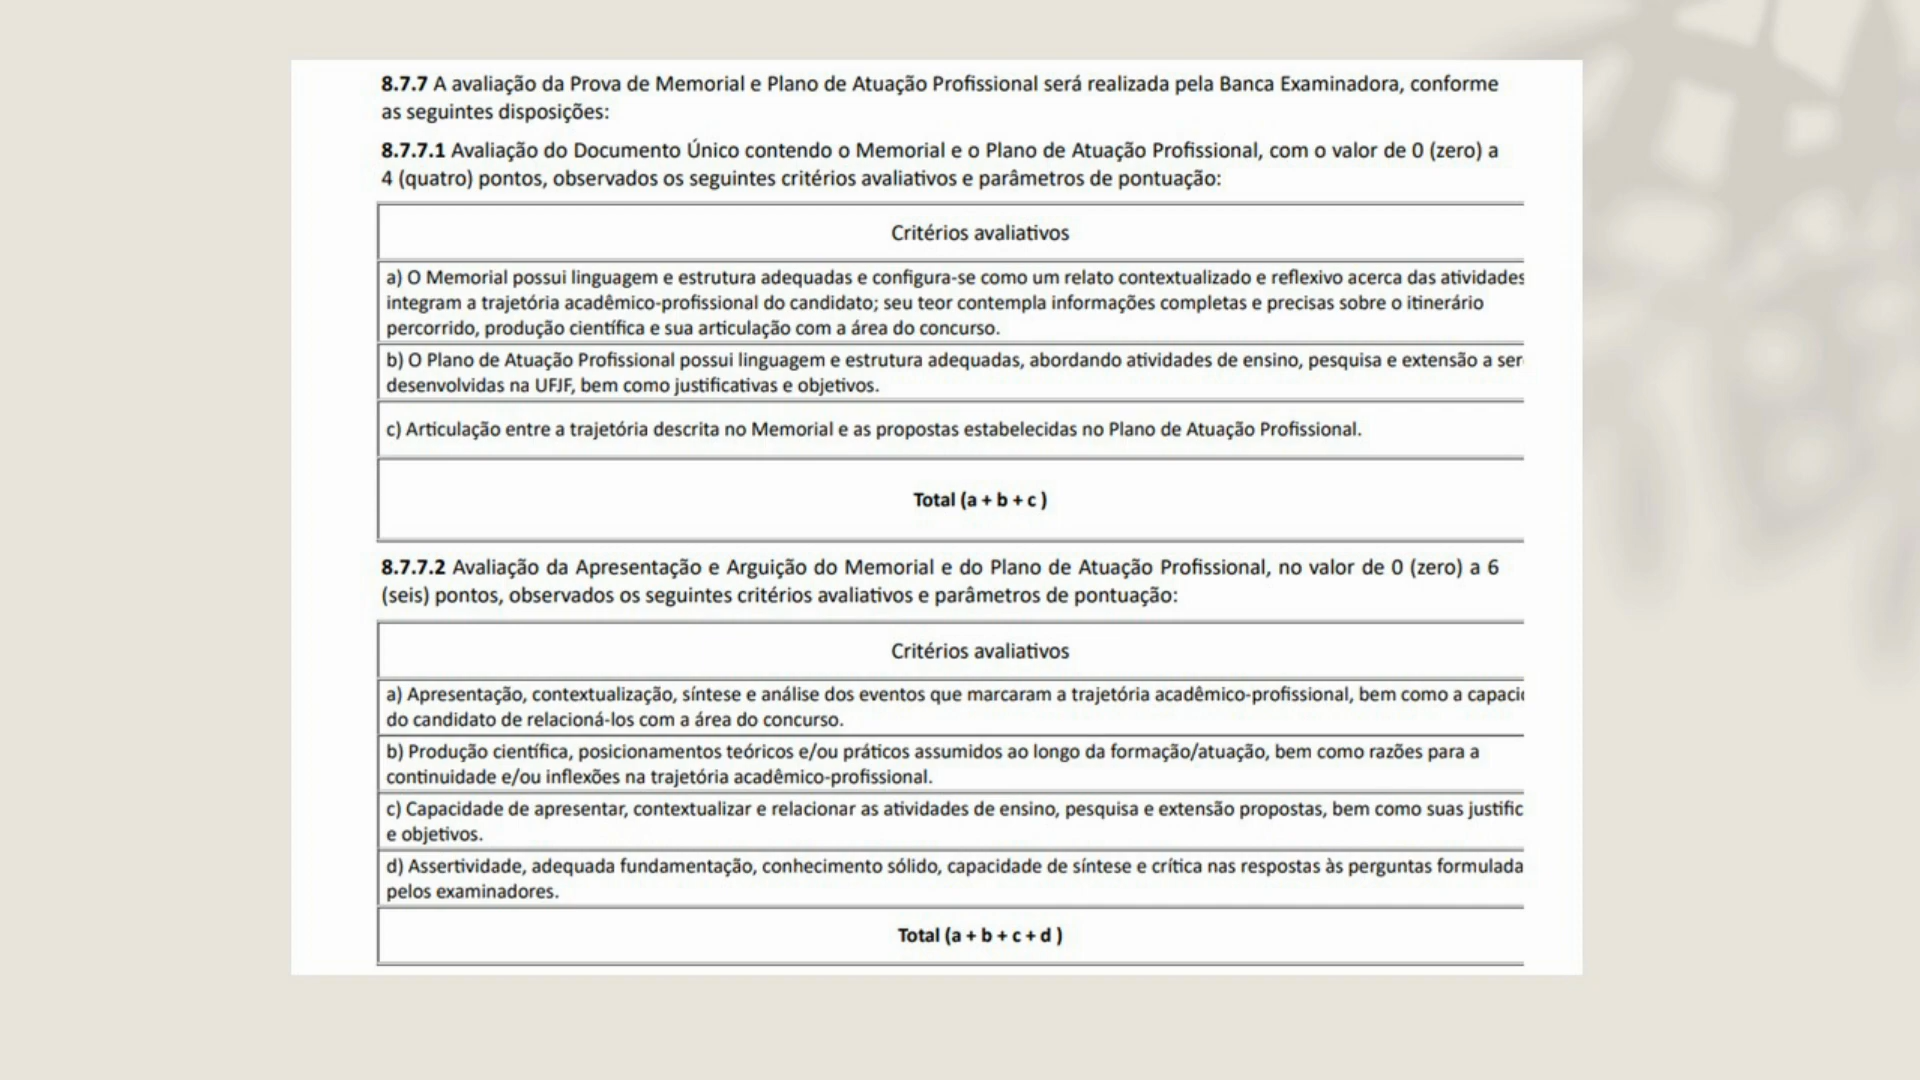 8.7.7 A avaliação da Prova de Memorial e Plano de Atuação Profissional será realizada pela Banca Examinadora, conforme
as seguintes disposições:
8.7.7.1 Avaliação do Documento Único contendo o Memorial e o Plano de Atuação Profissional, com o valor de 0 (zero) a
4 (quatro) pontos, observados os seguintes critérios avaliativos e parâmetros de pontuação:
Critérios avaliativos
a) O Memorial possui linguagem e estrutura adequadas e configura-se como um relato contextualizado e reflexivo acerca das atividades
integram a trajetória acadêmico-profissional do candidato; seu teor contempla informações completas e precisas sobre o itinerário
percorrido, produção científica e sua articulação com a área do concurso.
b) O Plano de Atuação Profissional possui linguagem e estrutura adequadas, abordando atividades de ensino, pesquisa e extensão a ser
desenvolvidas na UFJF, bem como justificativas e objetivos.
c) Articulação entre a trajetória descrita no Memorial e as propostas estabelecidas no Plano de Atuação Profissional.
Total (a + b + c )
8.7.7.2 Avaliação da Apresentação e Arguição do Memorial e do Plano de Atuação Profissional, no valor de 0 (zero) a 6
(seis) pontos, observados os seguintes critérios avaliativos e parâmetros de pontuação:
Critérios avaliativos
a) Apresentação, contextualização, síntese e análise dos eventos que marcaram a trajetória acadêmico-profissional, bem como a capaci
do candidato de relacioná-los com a área do concurso.
b) Produção científica, posicionamentos teóricos e/ou práticos assumidos ao longo da formação/atuação, bem como razões para a
continuidade e/ou inflexões na trajetória acadêmico-profissional.
c) Capacidade de apresentar, contextualizar e relacionar as atividades de ensino, pesquisa e extensão propostas, bem como suas justific
e objetivos.
d) Assertividade, adequada fundamentação, conhecimento sólido, capacidade de síntese e crítica nas respostas às perguntas formulada
pelos examinadores.
Total (a + b + c + d )